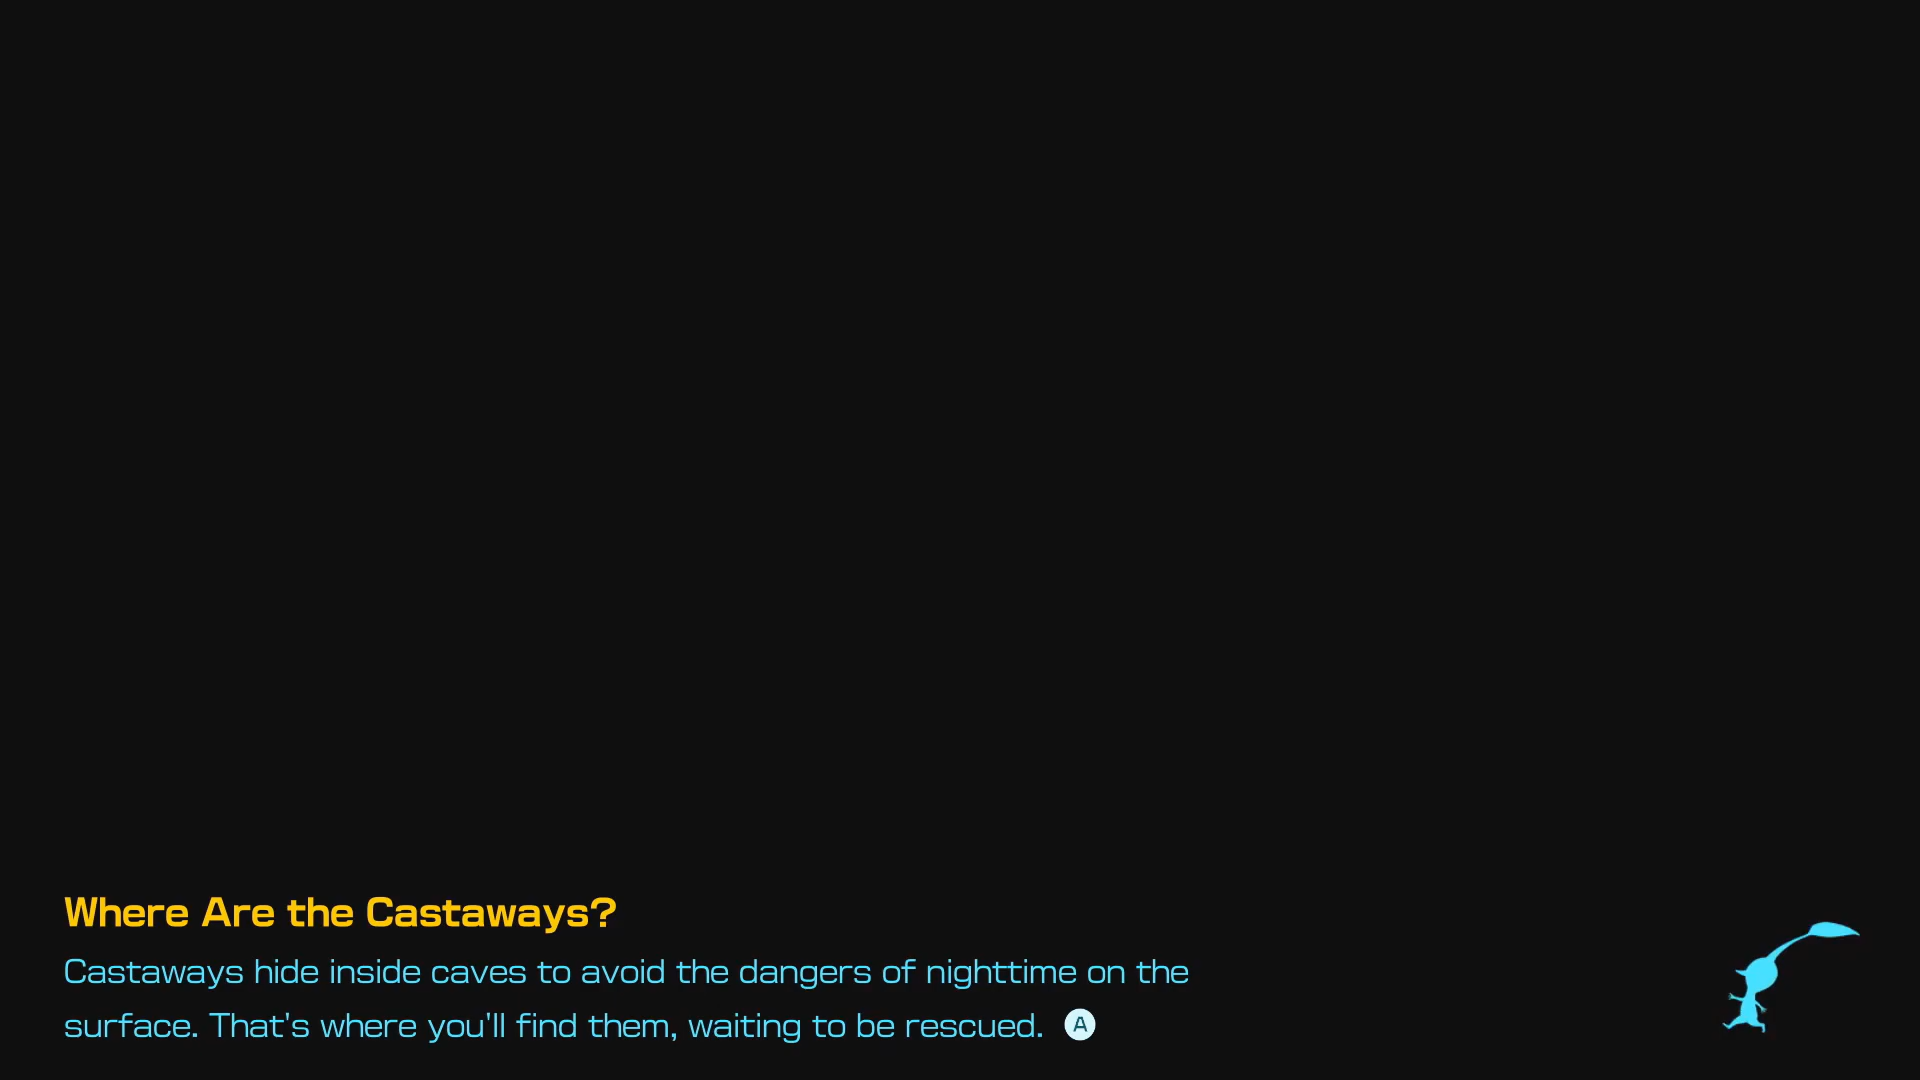 Where Are the Castaways?
Castaways hide inside caves to avoid the dangers of nighttime on the
surface. That's where you'll find them, waiting to be rescued. A